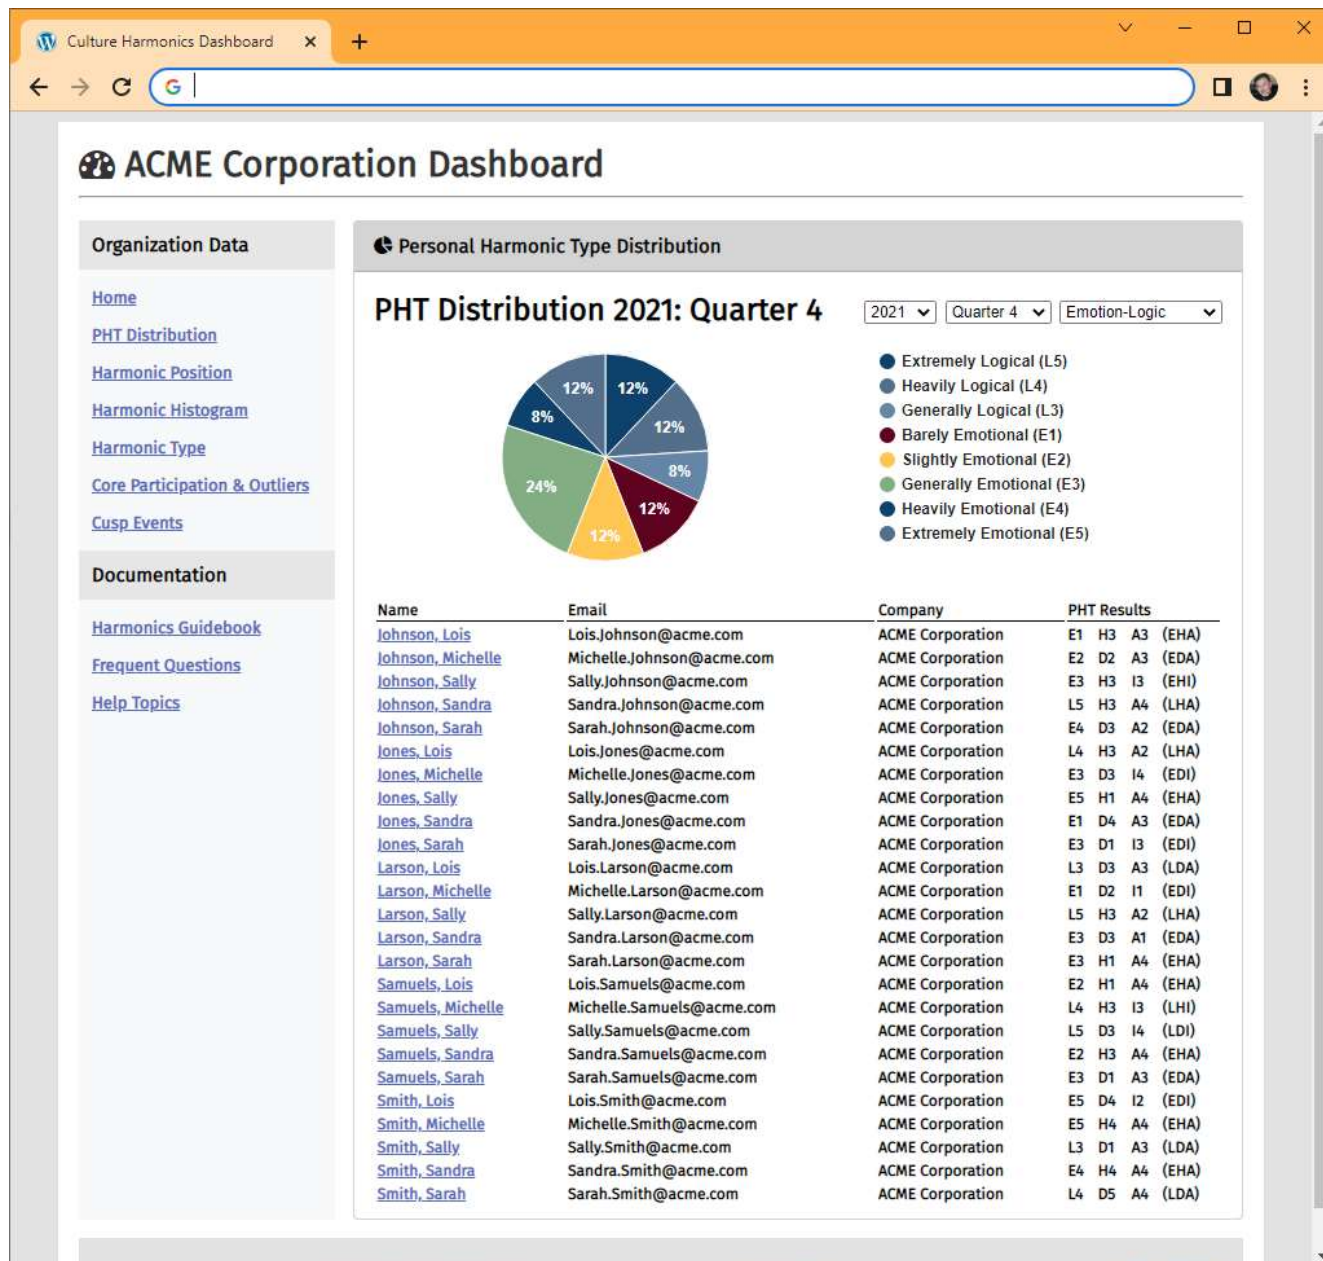 Culture Harmonics Dashboard
ACME Corporation Dashboard
Organization Data
Home
PHT Distribution
Harmonic Position
Harmonic Histogram
Harmonic Type
Core Participation & Outliers
Cusp Events
Documentation
Harmonics Guidebook
Frequent Questions
Help Topics
Personal Harmonic Type Distribution
PHT Distribution 2021: Quarter 4
2021 Quarter 4 Emotion-Logic
12% 12%
8% 12%
8%
24%
12%
12%
Extremely Logical (L5)
Heavily Logical (L4)
Generally Logical (L3)
Barely Emotional (E1)
Slightly Emotional (E2)
Generally Emotional (E3)
Heavily Emotional (E4)
Extremely Emotional (E5)
Name Email Company PHT Results
Johnson, Lois Lois.Johnson@acme.com ACME Corporation E1 H3 A3 (EHA)
Johnson, Michelle Michelle.Johnson@acme.com ACME Corporation E2 D2 A3 (EDA)
Johnson, Sally Sally.Johnson@acme.com ACME Corporation E3 H3 I3 (EHI)
Johnson, Sandra Sandra.Johnson@acme.com ACME Corporation L5 H3 A4 (LHA)
Johnson, Sarah Sarah.Johnson@acme.com ACME Corporation E4 D3 A2 (EDA)
Jones, Lois Lois.Jones@acme.com ACME Corporation L4 H3 A2 (LHA)
Jones, Michelle Michelle.Jones@acme.com ACME Corporation E3 D3 I4 (EDI)
Jones, Sally Sally.Jones@acme.com ACME Corporation E5 H1 A4 (EHA)
Jones, Sandra Sandra.Jones@acme.com ACME Corporation E1 D4 A3 (EDA)
Jones, Sarah Sarah.Jones@acme.com ACME Corporation E3 D1 I3 (EDI)
Larson, Lois Lois.Larson@acme.com ACME Corporation L3 D3 A3 (LDA)
Larson, Michelle Michelle.Larson@acme.com ACME Corporation E1 D2 I1 (EDI)
Larson, Sally Sally.Larson@acme.com ACME Corporation L5 H3 A2 (LHA)
Larson, Sandra Sandra.Larson@acme.com ACME Corporation E3 D3 A1 (EDA)
Larson, Sarah Sarah.Larson@acme.com ACME Corporation E3 H1 A4 (EHA)
Samuels, Lois Lois.Samuels@acme.com ACME Corporation E2 H1 A4 (EHA)
Samuels, Michelle Michelle.Samuels@acme.com ACME Corporation L4 H3 I3 (LHI)
Samuels, Sally Sally.Samuels@acme.com ACME Corporation L5 D3 I4 (LDI)
Samuels, Sandra Sandra.Samuels@acme.com ACME Corporation E2 H3 A4 (EHA)
Samuels, Sarah Sarah.Samuels@acme.com ACME Corporation E3 D1 A3 (EDA)
Smith, Lois Lois.Smith@acme.com ACME Corporation E5 D4 I2 (EDI)
Smith, Michelle Michelle.Smith@acme.com ACME Corporation E5 H4 A4 (EHA)
Smith, Sally Sally.Smith@acme.com ACME Corporation L3 D1 A3 (LDA)
Smith, Sandra Sandra.Smith@acme.com ACME Corporation E4 H4 A4 (EHA)
Smith, Sarah Sarah.Smith@acme.com ACME Corporation L4 D5 A4 (LDA)